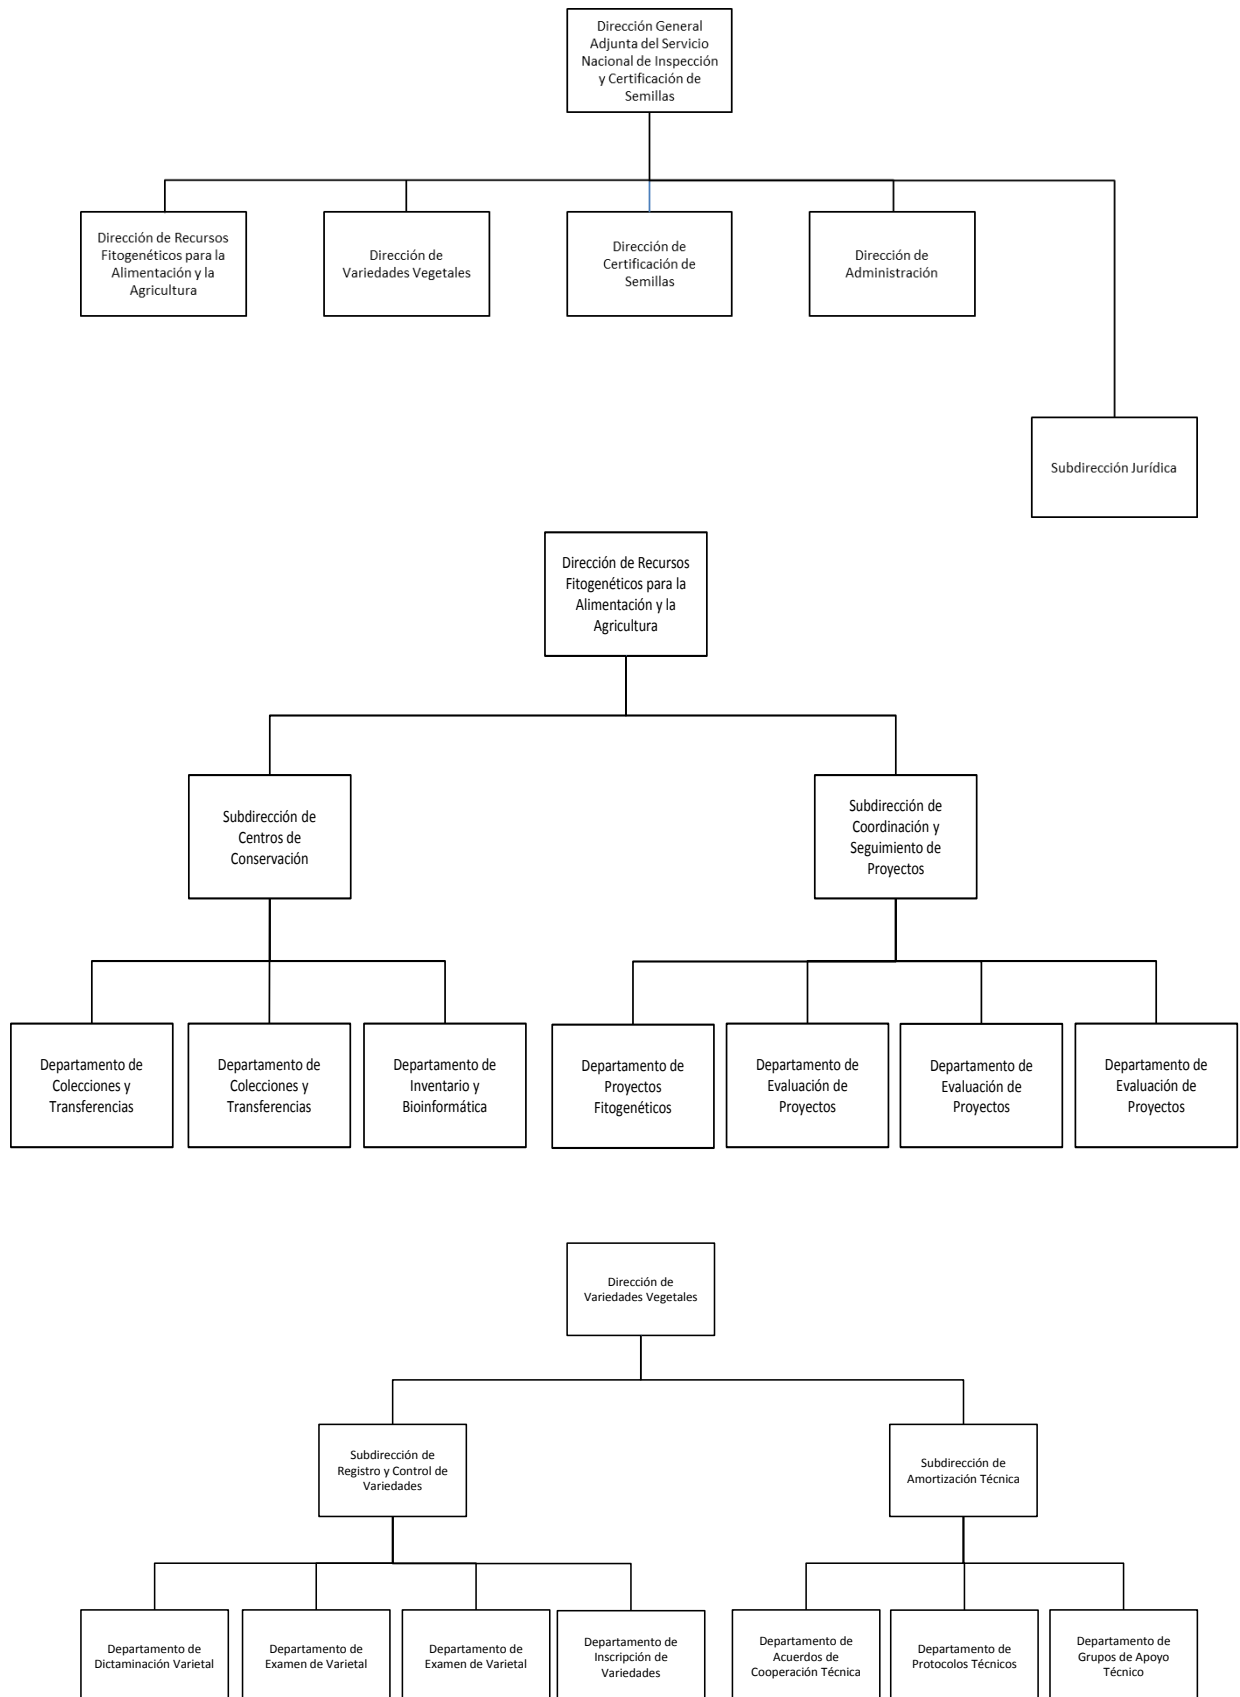 Dirección General
Adjunta del Servicio
Nacional de Inspección
y Certificación de
Semillas
Dirección de Recursos
Fitogenéticos para la
Alimentación y la
Agricultura
Dirección de
Variedades Vegetales
Dirección de
Certificación de
Semillas
Dirección de
Administración
Subdirección Jurídica
Dirección de Recursos
Fitogenéticos para la
Alimentación y la
Agricultura
Subdirección de
Centros de
Conservación
Subdirección de
Coordinación y
Seguimiento de
Proyectos
Departamento de
Colecciones y
Transferencias
Departamento de
Colecciones y
Transferencias
Departamento de
Inventario y
Bioinformática
Departamento de
Proyectos
Fitogenéticos
Departamento de
Evaluación de
Proyectos
Departamento de
Evaluación de
Proyectos
Departamento de
Evaluación de
Proyectos
Dirección de
Variedades Vegetales
Subdirección de
Registro y Control de
Variedades
Subdirección de
Amortización Técnica
Departamento de
Dictaminación Varietal
Departamento de
Examen de Varietal
Departamento de
Examen de Varietal
Departamento de
Inscripción de
Variedades
Departamento de
Acuerdos de
Cooperación Técnica
Departamento de
Protocolos Técnicos
Departamento de
Grupos de Apoyo
Técnico